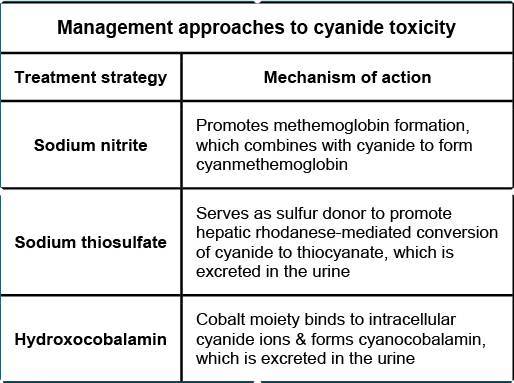 Management approaches to cyanide toxicity
Treatment strategy
Mechanism of action
Sodium nitrite
Promotes methemoglobin formation,
which combines with cyanide to form
cyanmethemoglobin
Sodium thiosulfate
Serves as sulfur donor to promote
hepatic rhodanese-mediated conversion
of cyanide to thiocyanate, which is
excreted in the urine
Hydroxocobalamin
Cobalt moiety binds to intracellular
cyanide ions & forms cyanocobalamin,
which is excreted in the urine